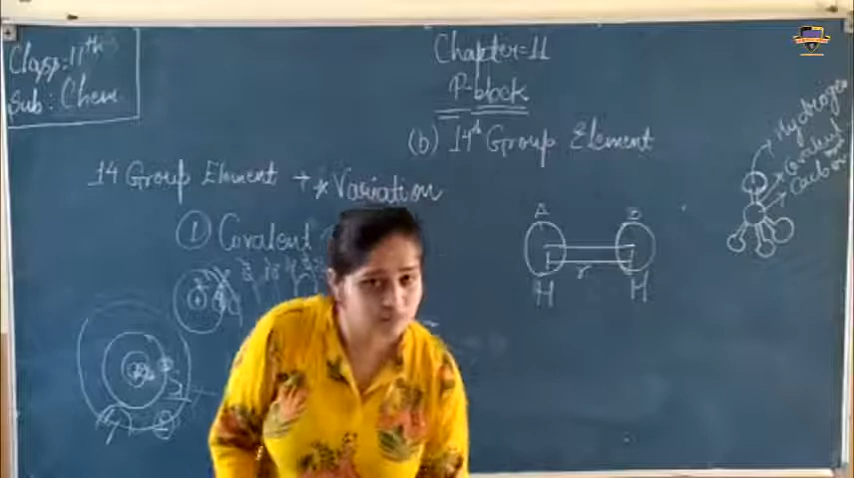 Class: 11th
Sub: Chem.
Chapter=11
P-block
(b) 14th Group Element
14 Group Element → *Variation
① Covalent
A B
r
H H
Hydrogen
Covalent
Carbon